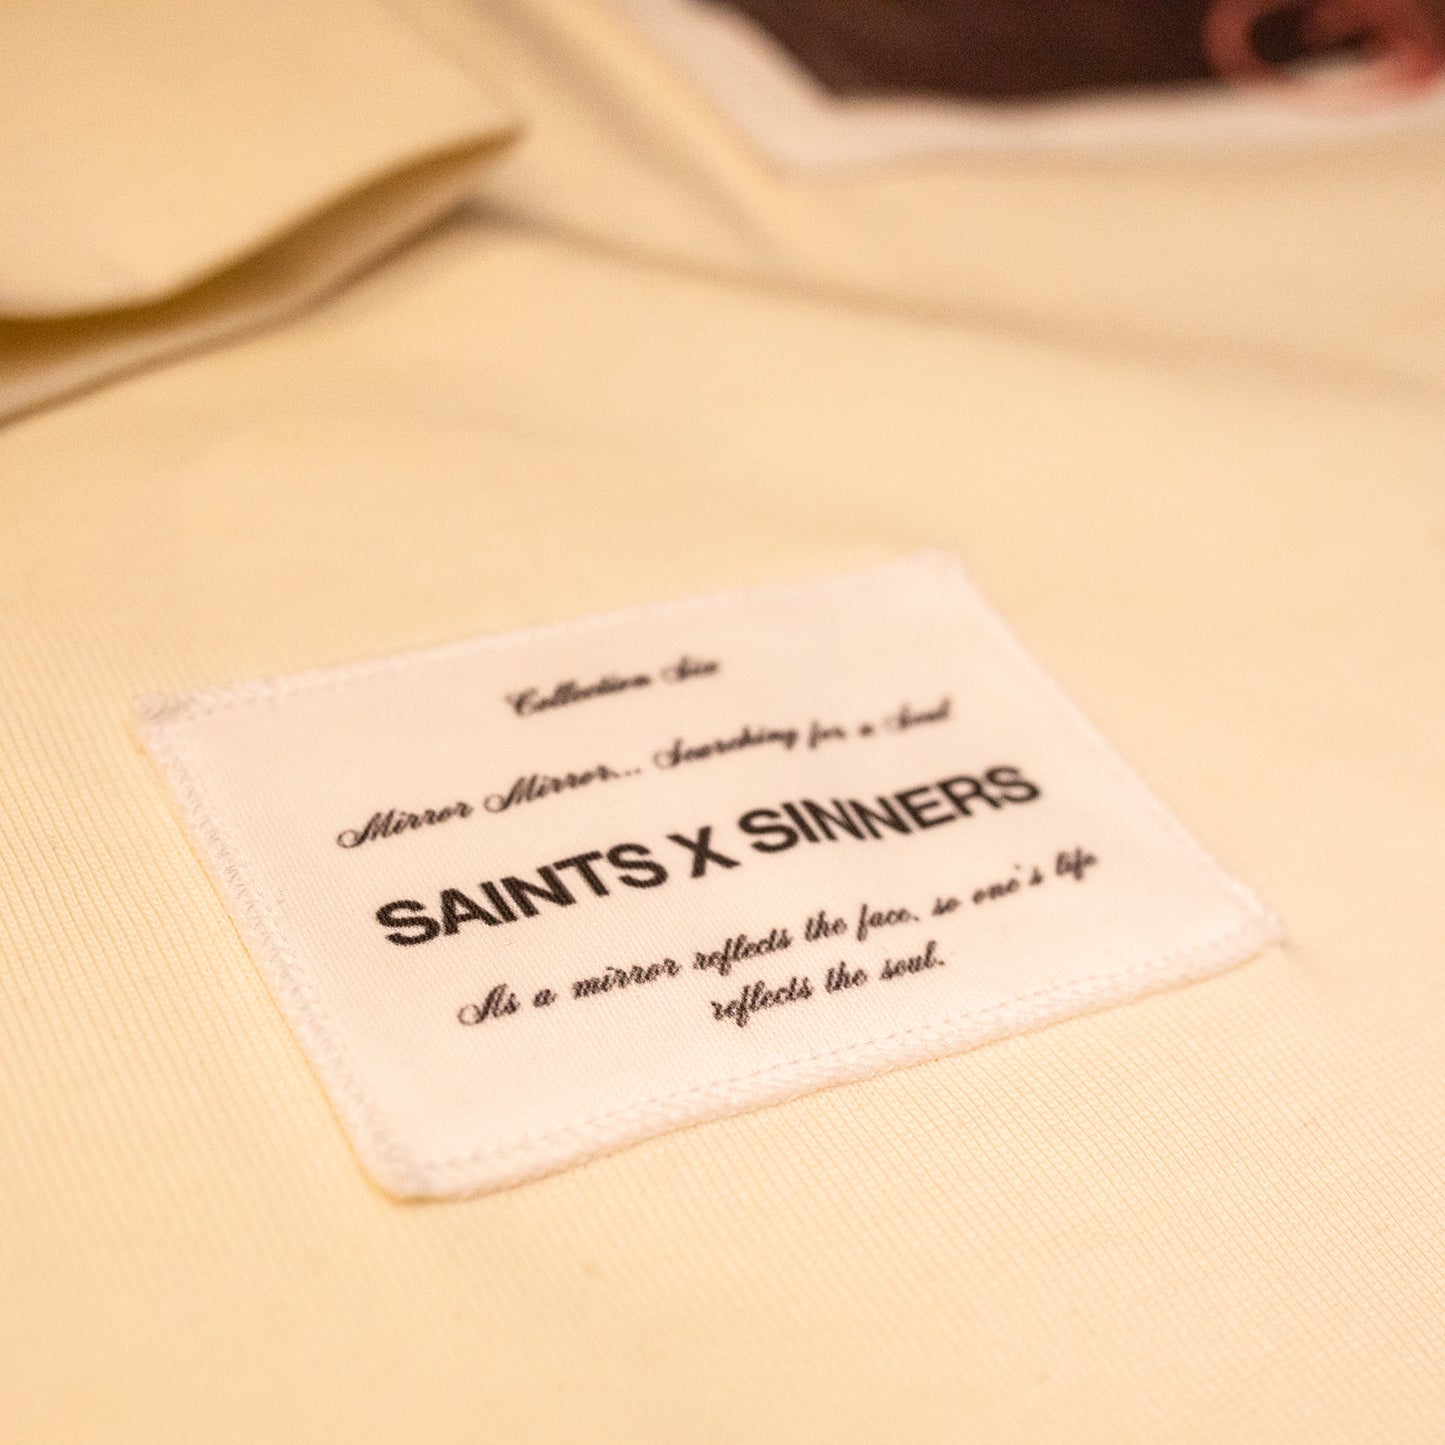 Collection Six
Mirror Mirror... Searching for a Soul
SAINTS X SINNERS
As a mirror reflects the face, so one's life
reflects the soul.